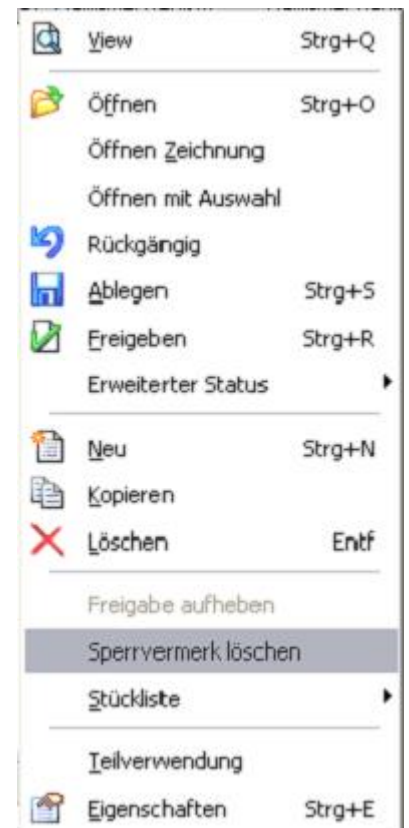 View Strg+Q
Öffnen Strg+O
Öffnen Zeichnung
Öffnen mit Auswahl
Rückgängig
Ablegen Strg+S
Freigeben Strg+R
Erweiterter Status
Neu Strg+N
Kopieren
Löschen Entf
Freigabe aufheben
Sperrvermerk löschen
Stückliste
Teilverwendung
Eigenschaften Strg+E